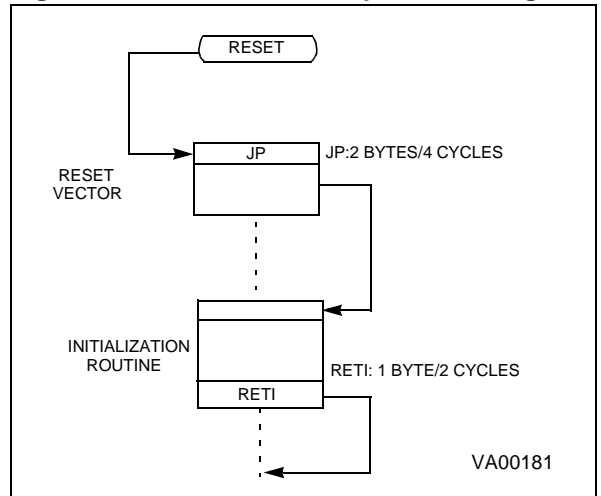 RESET
JP
JP:2 BYTES/4 CYCLES
RESET
VECTOR
INITIALIZATION
ROUTINE
RETI: 1 BYTE/2 CYCLES
RETI
VA00181